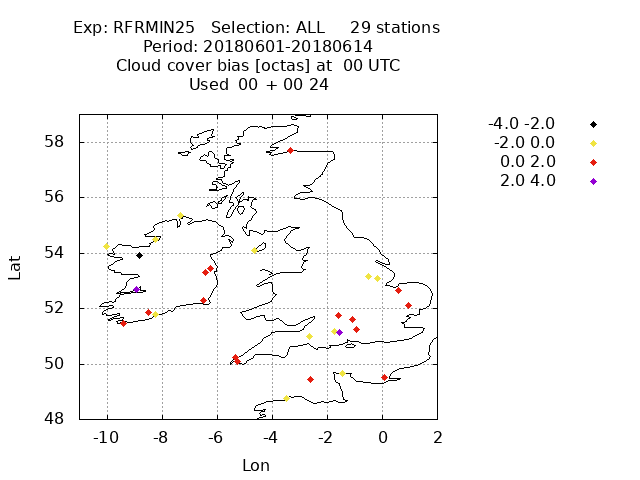 Exp: RFRMIN25 Selection: ALL 29 stations
Period: 20180601-20180614
Cloud cover bias [octas] at 00 UTC
Used 00 + 00 24
-4.0 -2.0
-2.0 0.0
0.0 2.0
2.0 4.0
58
56
54
52
50
48
Lat
-10 -8 -6 -4 -2 0 2
Lon